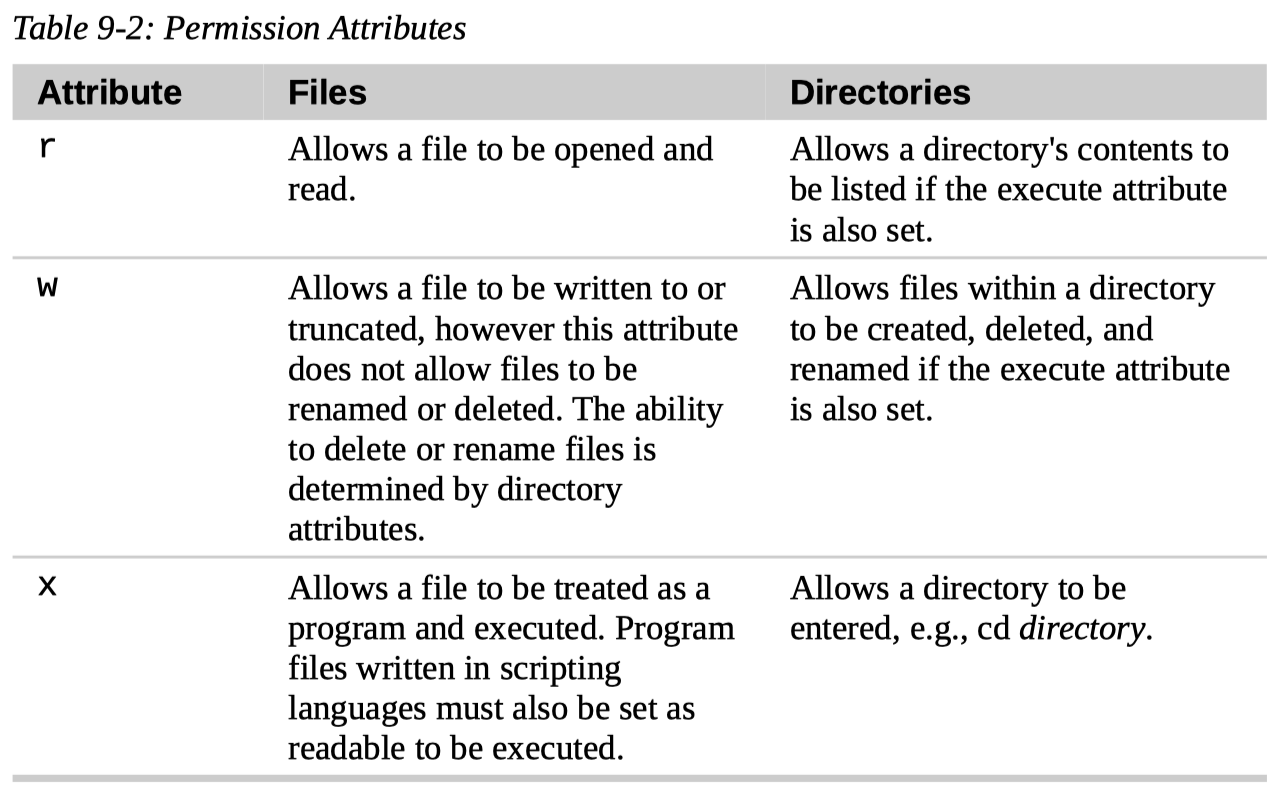 Table 9-2: Permission Attributes
Attribute Files Directories
r
Allows a file to be opened and
read.
Allows a directory's contents to
be listed if the execute attribute
is also set.
w
Allows a file to be written to or
truncated, however this attribute
does not allow files to be
renamed or deleted. The ability
to delete or rename files is
determined by directory
attributes.
Allows files within a directory
to be created, deleted, and
renamed if the execute attribute
is also set.
x
Allows a file to be treated as a
program and executed. Program
files written in scripting
languages must also be set as
readable to be executed.
Allows a directory to be
entered, e.g., cd directory.